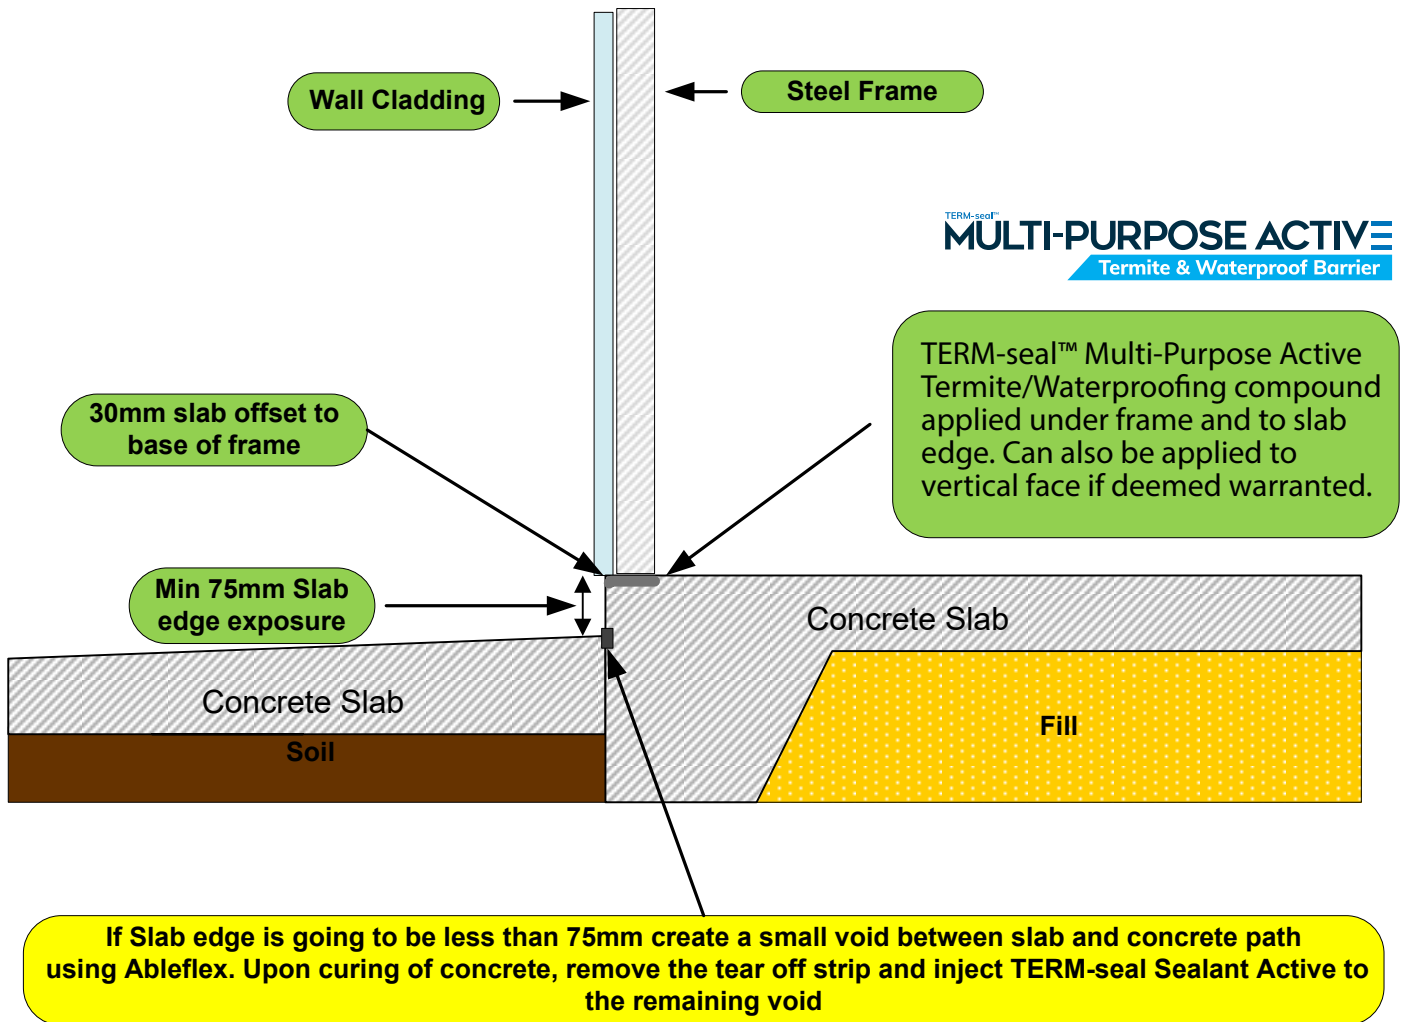 Wall Cladding
Steel Frame
TERM-seal™
MULTI-PURPOSE ACTIVE
Termite & Waterproof Barrier
TERM-seal™ Multi-Purpose Active
Termite/Waterproofing compound
applied under frame and to slab
edge. Can also be applied to
vertical face if deemed warranted.
30mm slab offset to
base of frame
Min 75mm Slab
edge exposure
Concrete Slab
Concrete Slab
Fill
Soil
If Slab edge is going to be less than 75mm create a small void between slab and concrete path
using Ableflex. Upon curing of concrete, remove the tear off strip and inject TERM-seal Sealant Active to
the remaining void